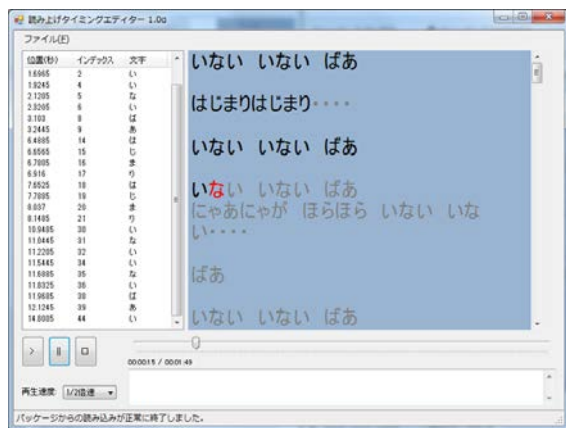 読み上げタイミングエディター 1.0α
ファイル(F)
位置(秒) インデックス 文字
1.6965 2 い
1.9245 4 い
2.1205 5 な
2.3205 6 い
3.103 8 ば
3.2445 9 あ
6.4885 14 は
6.6565 15 じ
6.7805 16 ま
6.916 17 り
7.6525 18 は
7.7885 19 じ
8.037 20 ま
8.1485 21 り
10.9485 30 い
11.0445 31 な
11.2205 32 い
11.5445 34 い
11.6885 35 な
11.8325 36 い
11.9685 38 ば
12.1245 39 あ
14.8005 44 い
いない いない ばあ
はじまりはじまり・・・・
いない いない ばあ
いない いない ばあ
にゃあにゃが ほらほら いない いな
い・・・・
ばあ
いない いない ばあ
00:00:15 / 00:01:49
再生速度: 1/2倍速
パッケージからの読み込みが正常に終了しました。